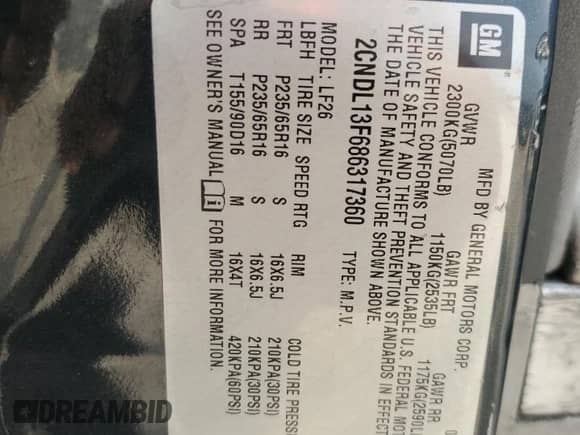 GM
MFD BY GENERAL MOTORS CORP.
GVWR GAWR FRT GAWR RR
2300KG(5070LB) 1150KG(2535LB) 1175KG(2590L
THIS VEHICLE CONFORMS TO ALL APPLICABLE U.S. FEDERAL MOT
VEHICLE SAFETY AND THEFT PREVENTION STANDARDS IN EFFECT
THE DATE OF MANUFACTURE SHOWN ABOVE.
2CNDL13F686317360 TYPE: M.P.V.
MODEL: LF26
LBFH TIRE SIZE SPEED RTG RIM COLD TIRE PRESS
FRT P235/65R16 S 16X6.5J 210KPA(30PSI)
RR P235/65R16 S 16X6.5J 210KPA(30PSI)
SPA T155/90D16 M 16X4T 420KPA(60PSI)
SEE OWNER'S MANUAL i FOR MORE INFORMATION.
DREAMBID